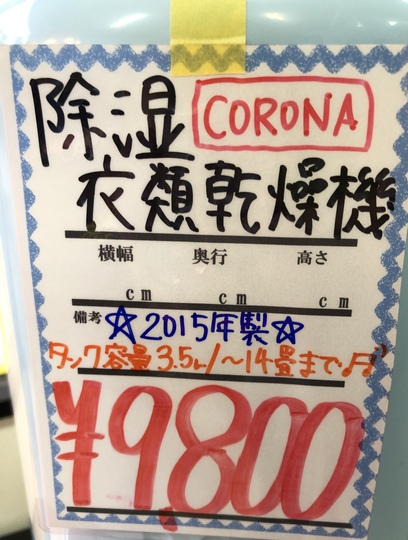 除湿 CORONA
衣類乾燥機
横幅 奥行 高さ
cm cm cm
備考 ☆2015年製☆
タンク容量3.5L/〜14畳まで♪♬
¥9800